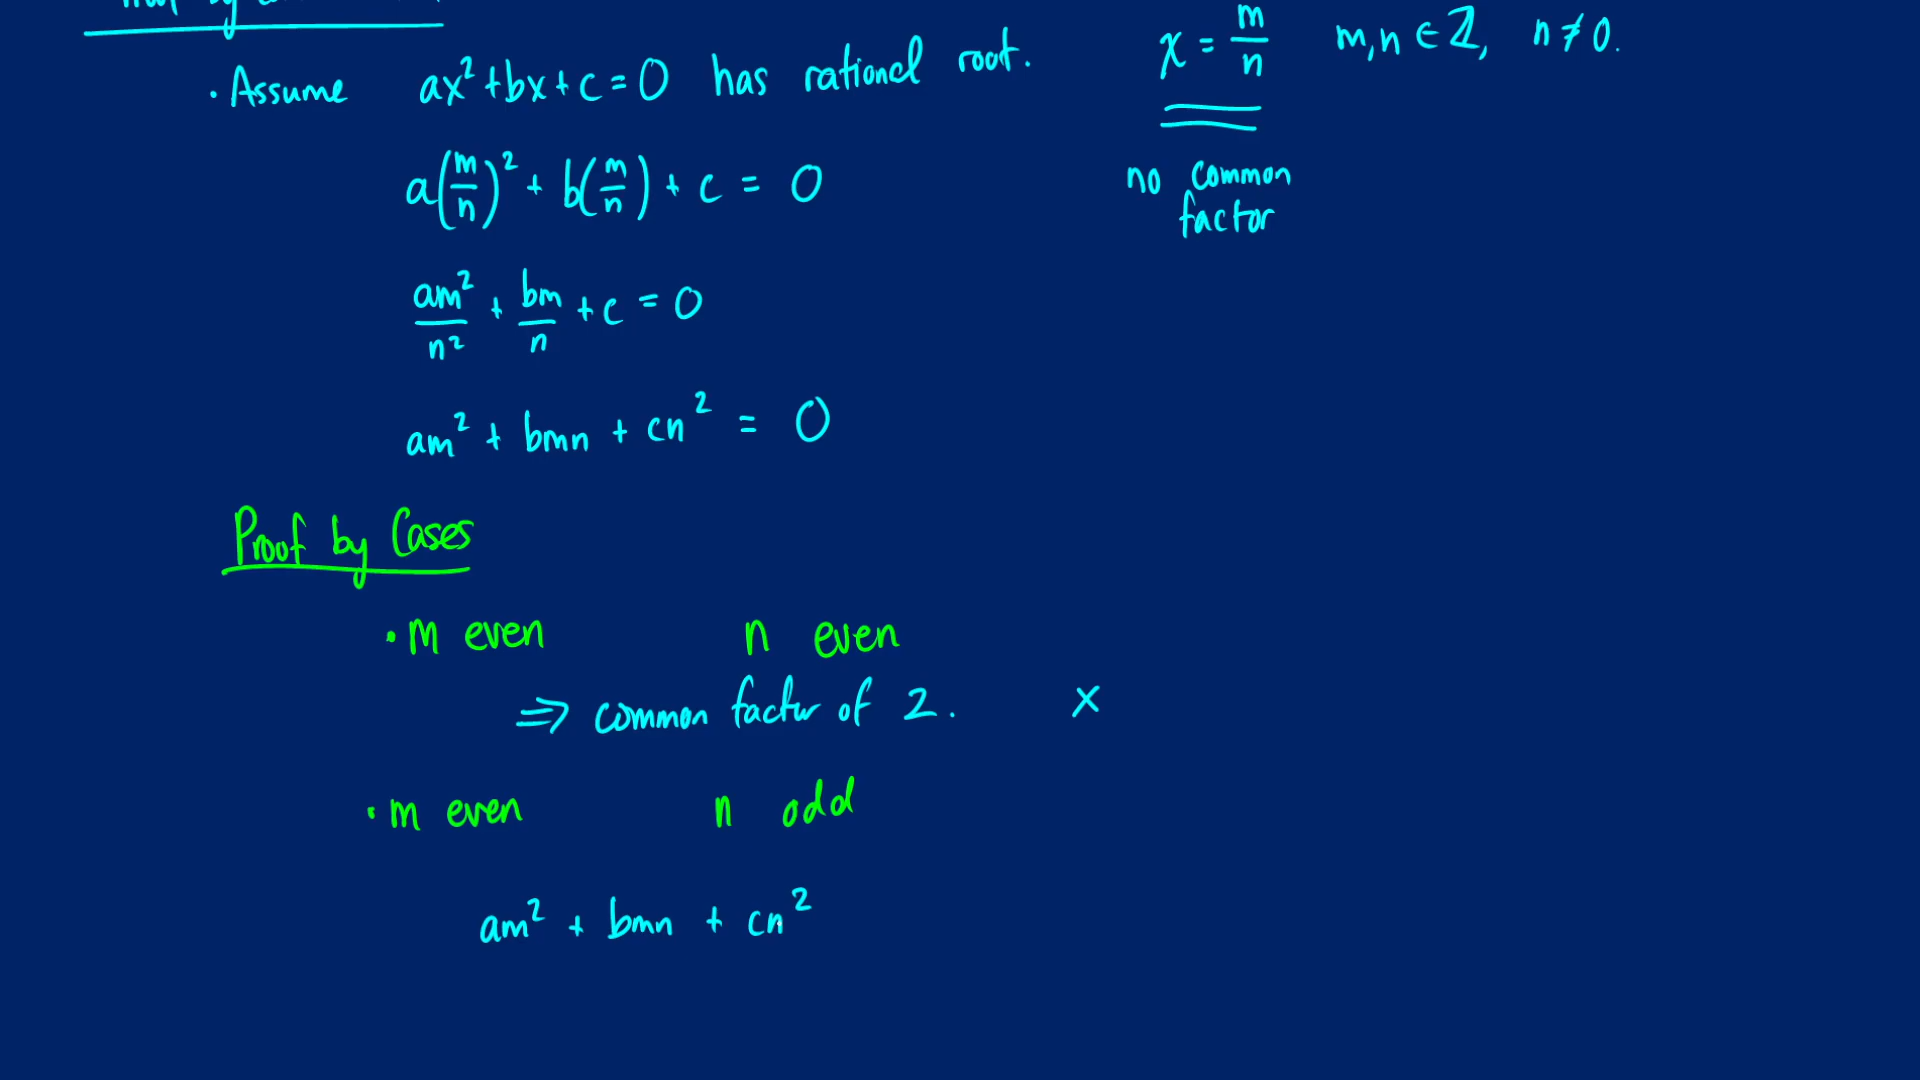 by
• Assume ax² + bx + c = 0 has rational root. x = m/n m,n ∈ ℤ, n ≠ 0.
a(m/n)² + b(m/n) + c = 0
no common
factor
am²/n² + bm/n + c = 0
am² + bmn + cn² = 0
Proof by Cases
• m even n even
⇒ common factor of 2. x
• m even n odd
am² + bmn + cn²